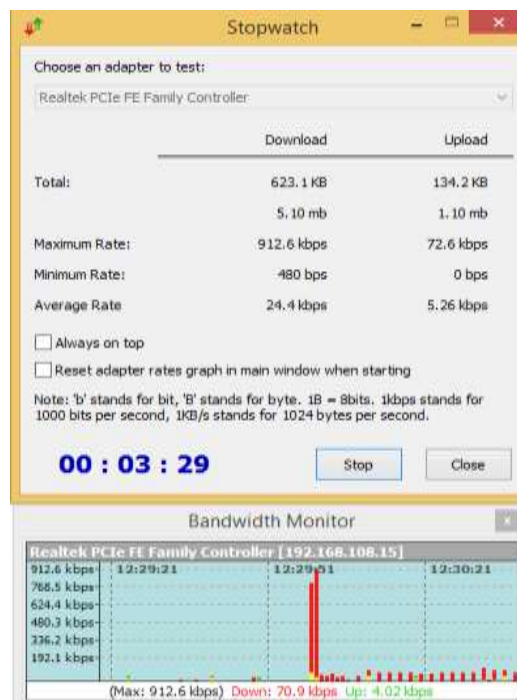 Stopwatch
Choose an adapter to test:
Realtek PCIe FE Family Controller
Download Upload
Total: 623.1 KB 134.2 KB
5.10 mb 1.10 mb
Maximum Rate: 912.6 kbps 72.6 kbps
Minimum Rate: 480 bps 0 bps
Average Rate 24.4 kbps 5.26 kbps
Always on top
Reset adapter rates graph in main window when starting
Note: 'b' stands for bit, 'B' stands for byte. 1B = 8bits. 1kbps stands for
1000 bits per second, 1KB/s stands for 1024 bytes per second.
00 : 03 : 29 Stop Close
Bandwidth Monitor
Realtek PCIe FE Family Controller [192.168.108.15]
912.6 kbps 12:29:21 12:29:51 12:30:21
768.5 kbps
624.4 kbps
480.3 kbps
336.2 kbps
192.1 kbps
(Max: 912.6 kbps) Down: 70.9 kbps Up: 4.02 kbps